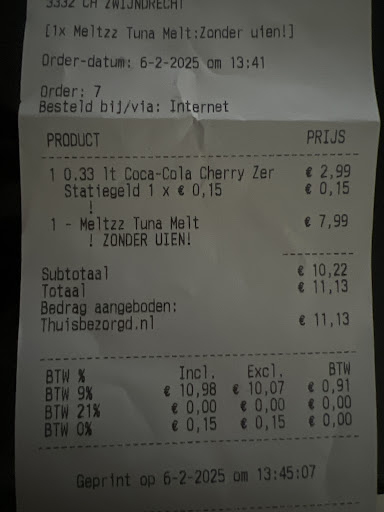 3332 CH ZWIJNDRECHT
[1x Meltzz Tuna Melt:Zonder uien!]
Order-datum: 6-2-2025 om 13:41
Order: 7
Besteld bij/via: Internet
PRODUCT PRIJS
1 0.33 lt Coca-Cola Cherry Zer € 2,99
Statiegeld 1 x € 0,15 € 0,15
!
1 - Meltzz Tuna Melt € 7,99
! ZONDER UIEN!
Subtotaal € 10,22
Totaal € 11,13
Bedrag aangeboden:
Thuisbezorgd.nl € 11,13
BTW % Incl. Excl. BTW
BTW 9% € 10,98 € 10,07 € 0,91
BTW 21% € 0,00 € 0,00 € 0,00
BTW 0% € 0,15 € 0,15 € 0,00
Geprint op 6-2-2025 om 13:45:07